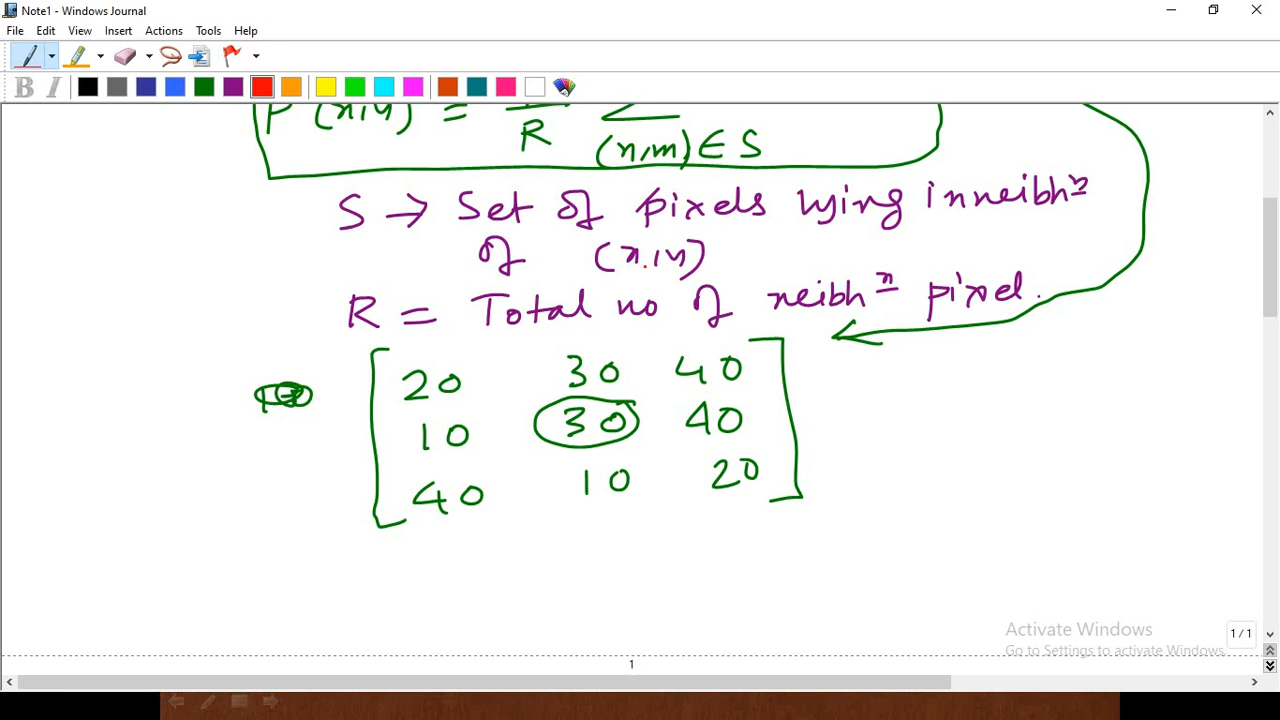 Note1 - Windows Journal
File Edit View Insert Actions Tools Help
B I
P (x,y) = R Σ
(n,m) ∈ S
S → Set of pixels lying in neibhⁿ
of (x,y)
R = Total no of neibhⁿ pixel.
20 30 40
10 30 40
40 10 20
Activate Windows
Go to Settings to activate Windows.
1/1
1